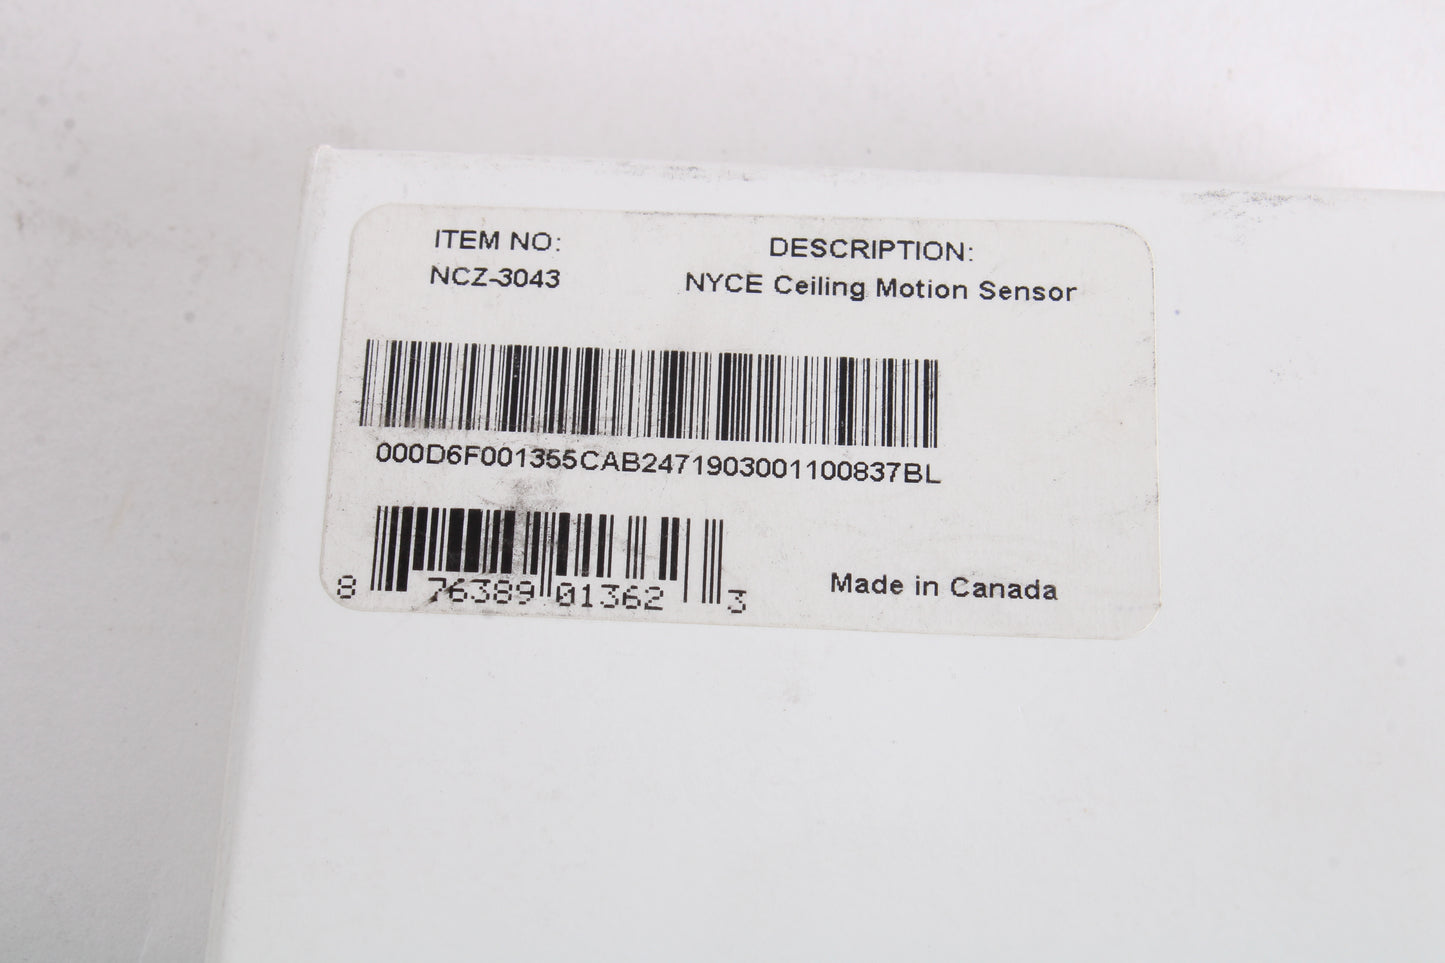 ITEM NO:
NCZ-3043
DESCRIPTION:
NYCE Ceiling Motion Sensor
000D6F001355CAB2471903001100837BL
8 76389 01362 3
Made in Canada